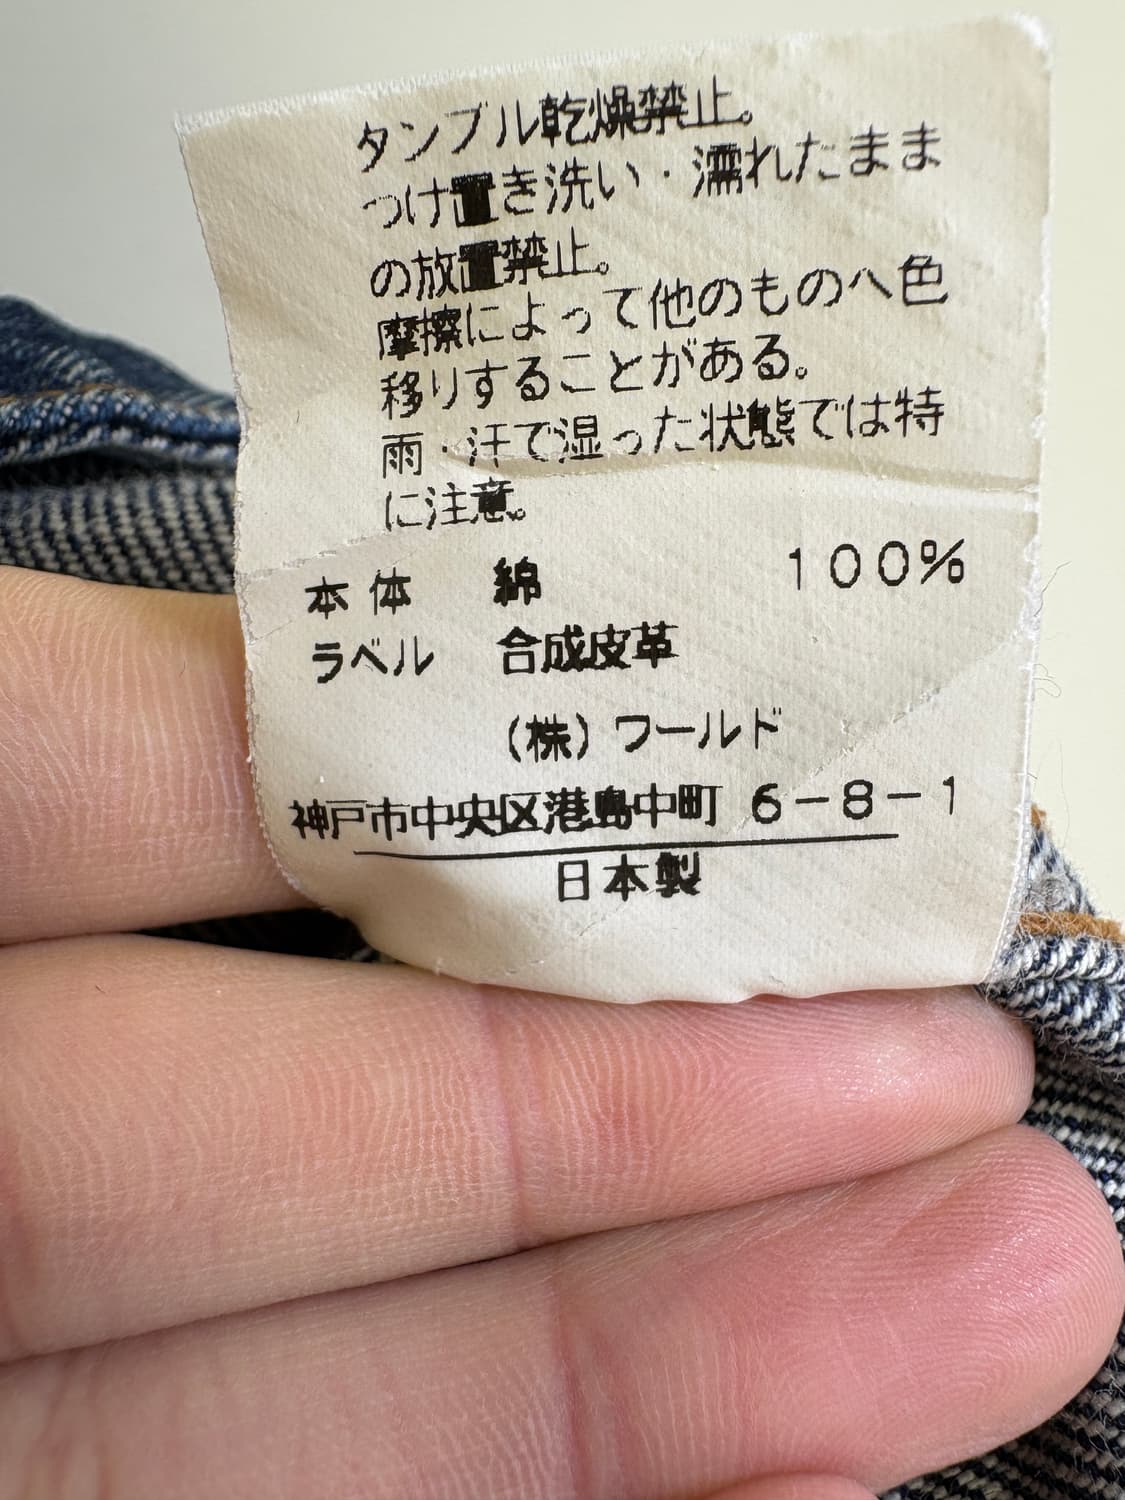 タンブル乾燥禁止。
つけ置き洗い・濡れたまま
の放置禁止。
摩擦によって他のものへ色
移りすることがある。
雨・汗で湿った状態では特
に注意。
本体 綿 100%
ラベル 合成皮革
(株)ワールド
神戸市中央区港島中町 6-8-1
日本製